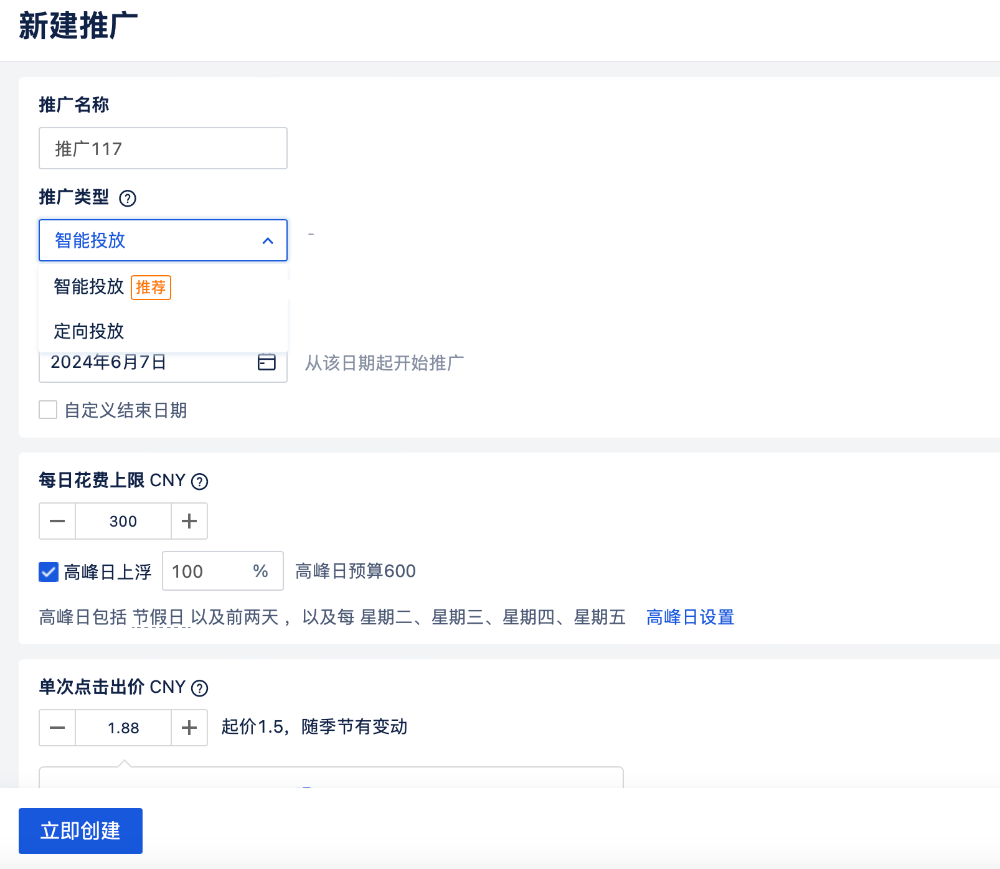 新建推广
推广名称
推广117
推广类型
智能投放
-
智能投放 推荐
定向投放
2024年6月7日 从该日期起开始推广
自定义结束日期
每日花费上限 CNY
300
高峰日上浮 100 % 高峰日预算600
高峰日包括 节假日 以及前两天 ，以及每 星期二、星期三、星期四、星期五 高峰日设置
单次点击出价 CNY
1.88 起价1.5，随季节有变动
立即创建